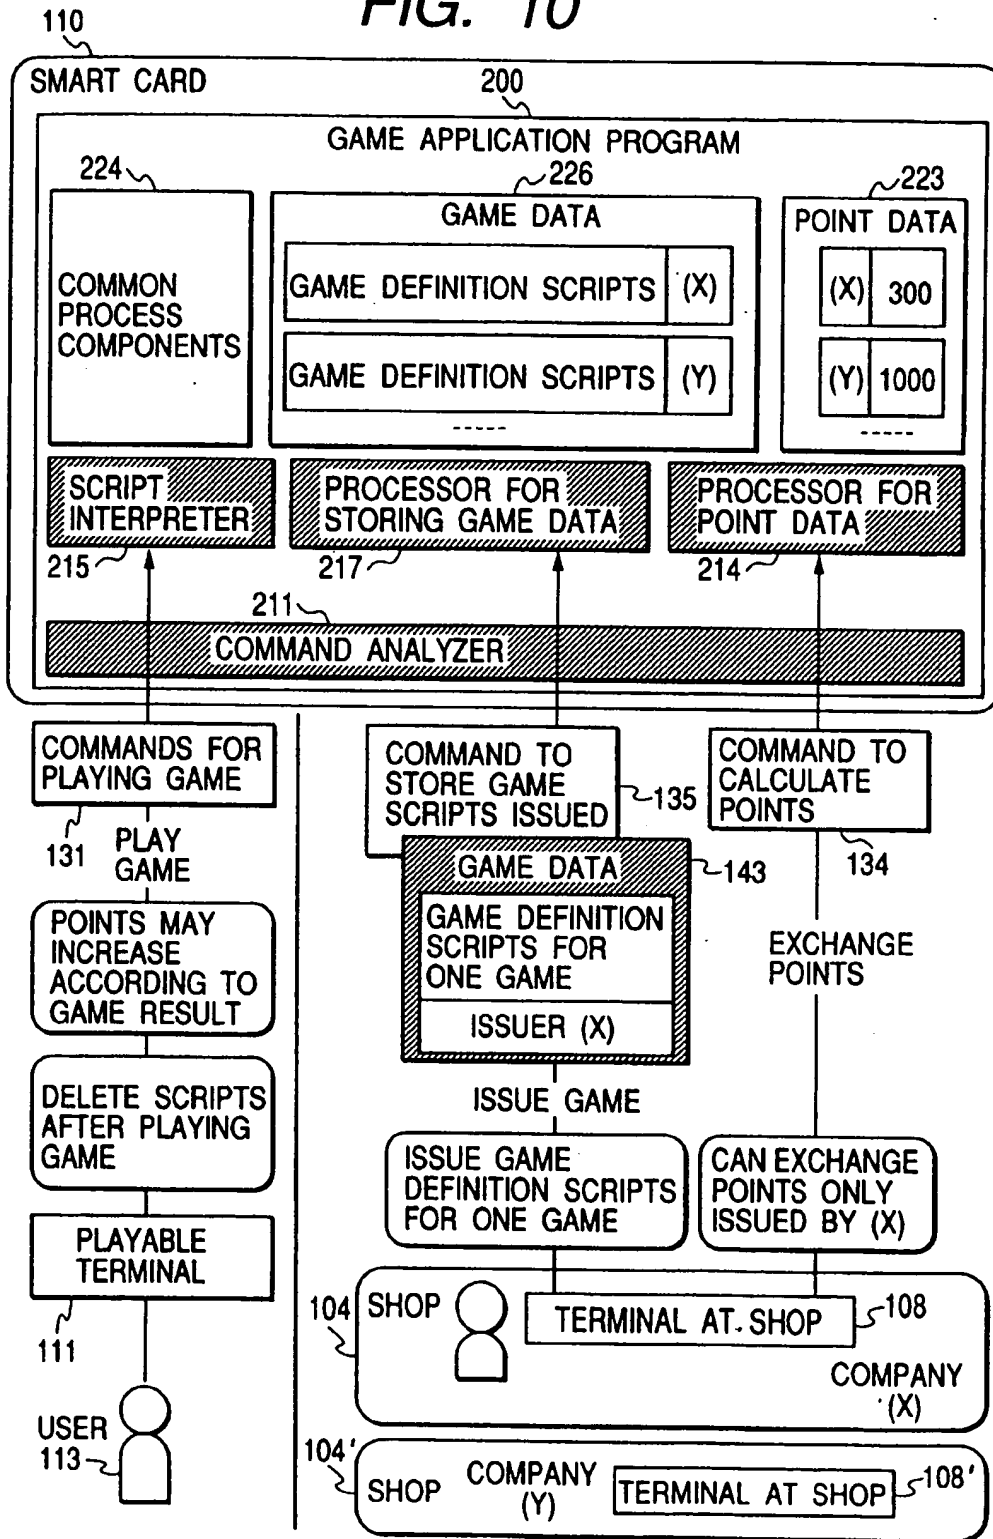 FIG. 10
110
SMART CARD
200
GAME APPLICATION PROGRAM
224
226
223
COMMON
PROCESS
COMPONENTS
GAME DATA
GAME DEFINITION SCRIPTS (X)
GAME DEFINITION SCRIPTS (Y)
-----
POINT DATA
(X) 300
(Y) 1000
-----
SCRIPT
INTERPRETER
215
PROCESSOR FOR
STORING GAME DATA
217
PROCESSOR FOR
POINT DATA
214
211
COMMAND ANALYZER
COMMANDS FOR
PLAYING GAME
131
PLAY
GAME
POINTS MAY
INCREASE
ACCORDING TO
GAME RESULT
DELETE SCRIPTS
AFTER PLAYING
GAME
PLAYABLE
TERMINAL
111
USER
113
COMMAND TO
STORE GAME
SCRIPTS ISSUED
135
GAME DATA
143
GAME DEFINITION
SCRIPTS FOR
ONE GAME
ISSUER (X)
ISSUE GAME
ISSUE GAME
DEFINITION SCRIPTS
FOR ONE GAME
COMMAND TO
CALCULATE
POINTS
134
EXCHANGE
POINTS
CAN EXCHANGE
POINTS ONLY
ISSUED BY (X)
104
SHOP
TERMINAL AT SHOP
108
COMPANY
(X)
104'
SHOP
COMPANY
(Y)
TERMINAL AT SHOP
108'